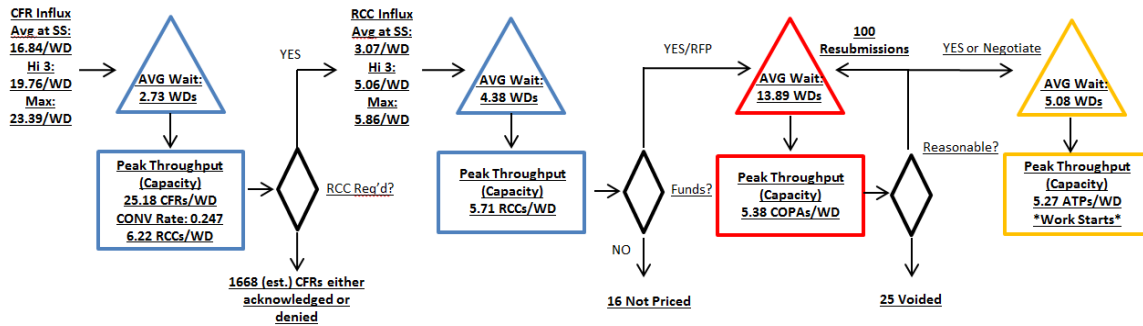 CFR Influx
Avg at SS:
16.84/WD
Hi 3:
19.76/WD
Max:
23.39/WD
AVG Wait:
2.73 WDs
Peak Throughput
(Capacity)
25.18 CFRs/WD
CONV Rate: 0.247
6.22 RCCs/WD
YES
RCC Req'd?
1668 (est.) CFRs either
acknowledged or
denied
RCC Influx
Avg at SS:
3.07/WD
Hi 3:
5.06/WD
Max:
5.86/WD
AVG Wait:
4.38 WDs
Peak Throughput
(Capacity)
5.71 RCCs/WD
YES/RFP
Funds?
NO
16 Not Priced
AVG Wait:
13.89 WDs
Peak Throughput
(Capacity)
5.38 COPAs/WD
100
Resubmissions
Reasonable?
25 Voided
YES or Negotiate
AVG Wait:
5.08 WDs
Peak Throughput
(Capacity)
5.27 ATPs/WD
*Work Starts*